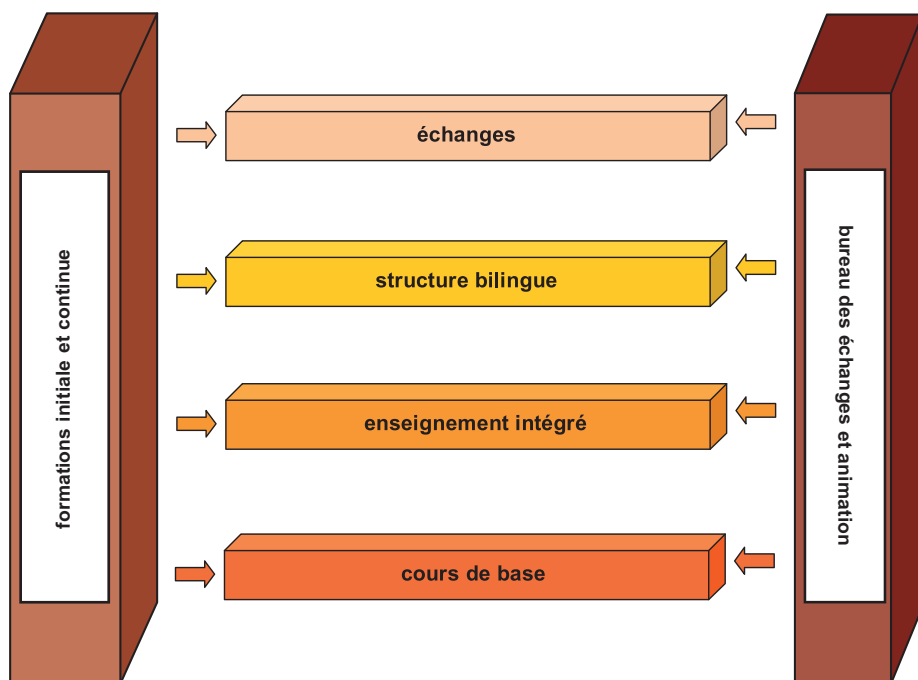 formations initiale et continue
échanges
structure bilingue
enseignement intégré
cours de base
bureau des échanges et animation